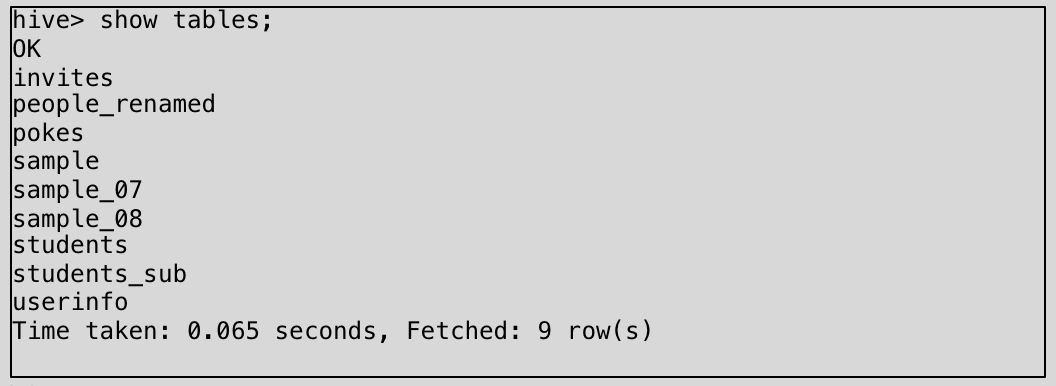 hive> show tables;
OK
invites
people_renamed
pokes
sample
sample_07
sample_08
students
students_sub
userinfo
Time taken: 0.065 seconds, Fetched: 9 row(s)